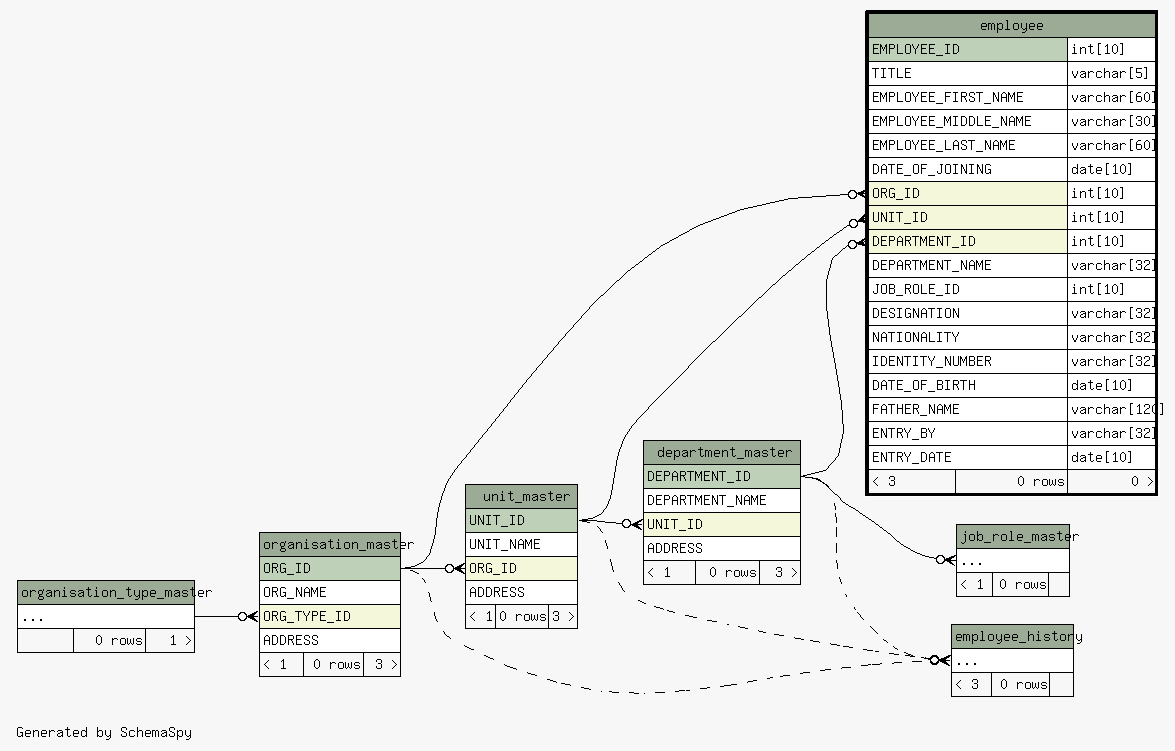 employee
EMPLOYEE_ID int[10]
TITLE varchar[5]
EMPLOYEE_FIRST_NAME varchar[60]
EMPLOYEE_MIDDLE_NAME varchar[30]
EMPLOYEE_LAST_NAME varchar[60]
DATE_OF_JOINING date[10]
ORG_ID int[10]
UNIT_ID int[10]
DEPARTMENT_ID int[10]
DEPARTMENT_NAME varchar[32]
JOB_ROLE_ID int[10]
DESIGNATION varchar[32]
NATIONALITY varchar[32]
IDENTITY_NUMBER varchar[32]
DATE_OF_BIRTH date[10]
FATHER_NAME varchar[120]
ENTRY_BY varchar[32]
ENTRY_DATE date[10]
< 3 0 rows 0 >
department_master
DEPARTMENT_ID
DEPARTMENT_NAME
UNIT_ID
ADDRESS
< 1 0 rows 3 >
unit_master
UNIT_ID
UNIT_NAME
ORG_ID
ADDRESS
< 1 0 rows 3 >
organisation_master
ORG_ID
ORG_NAME
ORG_TYPE_ID
ADDRESS
< 1 0 rows 3 >
organisation_type_master
...
0 rows 1 >
job_role_master
...
< 1 0 rows
employee_history
...
< 3 0 rows
Generated by SchemaSpy